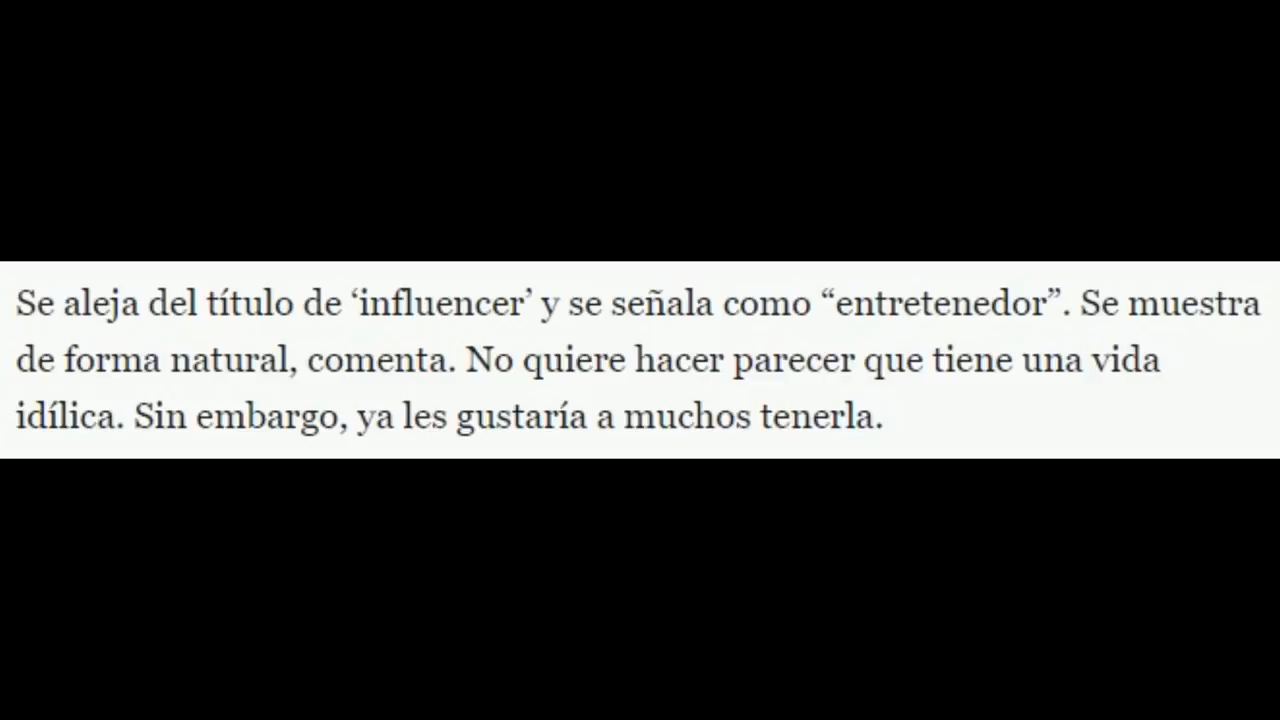 Se aleja del título de ‘influencer’ y se señala como “entretenedor”. Se muestra
de forma natural, comenta. No quiere hacer parecer que tiene una vida
idílica. Sin embargo, ya les gustaría a muchos tenerla.